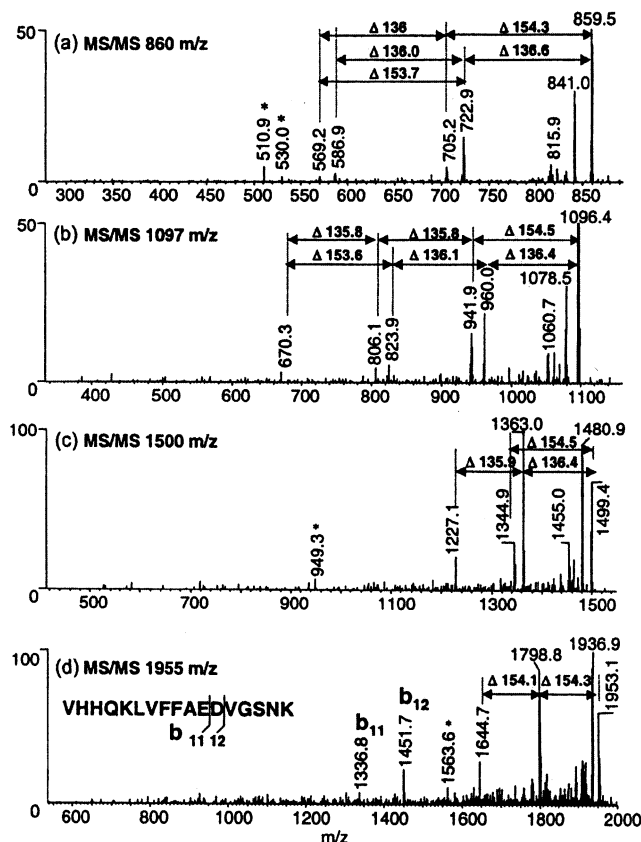 50
(a) MS/MS 860 m/z
Δ 136
Δ 154.3
859.5
Δ 136.0
Δ 136.6
841.0
Δ 153.7
510.9 *
530.0 *
569.2
586.9
705.2
722.9
815.9
0
300 350 400 450 500 550 600 650 700 750 800 850
50
(b) MS/MS 1097 m/z
1096.4
Δ 135.8
Δ 135.8
Δ 154.5
Δ 153.6
Δ 136.1
Δ 136.4
1078.5
670.3
806.1
823.9
941.9
960.0
1060.7
0
400 500 600 700 800 900 1000 1100
100
(c) MS/MS 1500 m/z
1363.0
1480.9
Δ 154.5
Δ 135.9
Δ 136.4
949.3 *
1227.1
1344.9
1455.0
1499.4
0
500 700 900 1100 1300 1500
100
(d) MS/MS 1955 m/z
1936.9
1798.8
Δ 154.1
Δ 154.3
1953.1
VHHQKLVFFAEDVGSNK
b 11 12
b11
b12
1336.8
1451.7
1563.6 *
1644.7
0
600 800 1000 1200 1400 1600 1800 2000
m/z